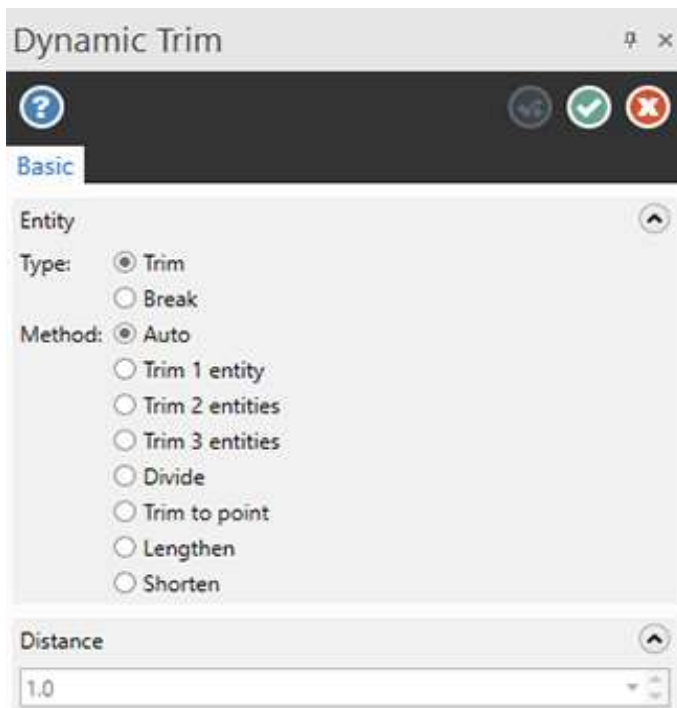 Dynamic Trim
Basic
Entity
Type: Trim
Break
Method: Auto
Trim 1 entity
Trim 2 entities
Trim 3 entities
Divide
Trim to point
Lengthen
Shorten
Distance
1.0